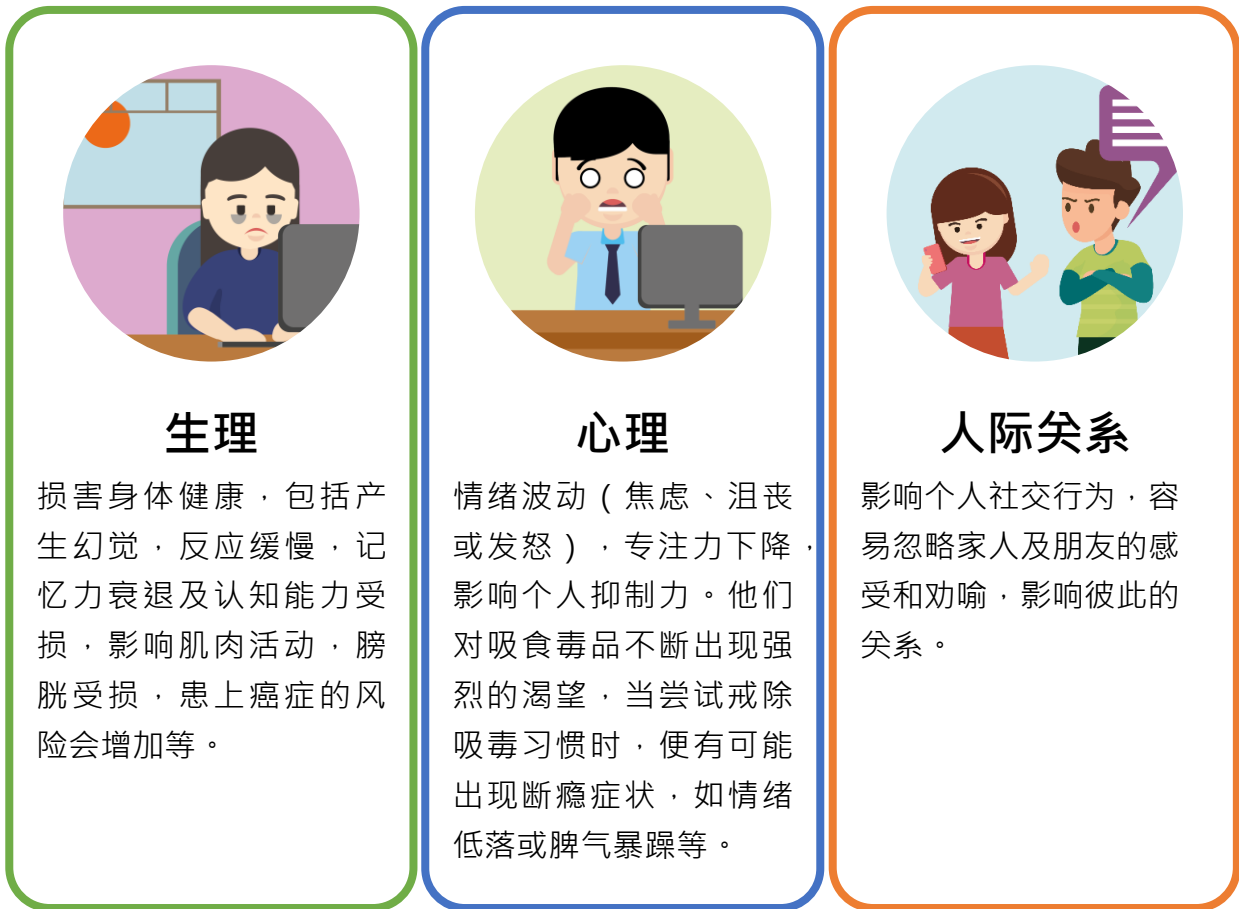 生理
损害身体健康，包括产
生幻觉，反应缓慢，记
忆力衰退及认知能力受
损，影响肌肉活动，膀
胱受损，患上癌症的风
险会增加等。
心理
情绪波动（焦虑、沮丧
或发怒），专注力下降，
影响个人抑制力。他们
对吸食毒品不断出现强
烈的渴望，当尝试戒除
吸毒习惯时，便有可能
出现断瘾症状，如情绪
低落或脾气暴躁等。
人际关系
影响个人社交行为，容
易忽略家人及朋友的感
受和劝喻，影响彼此的
关系。